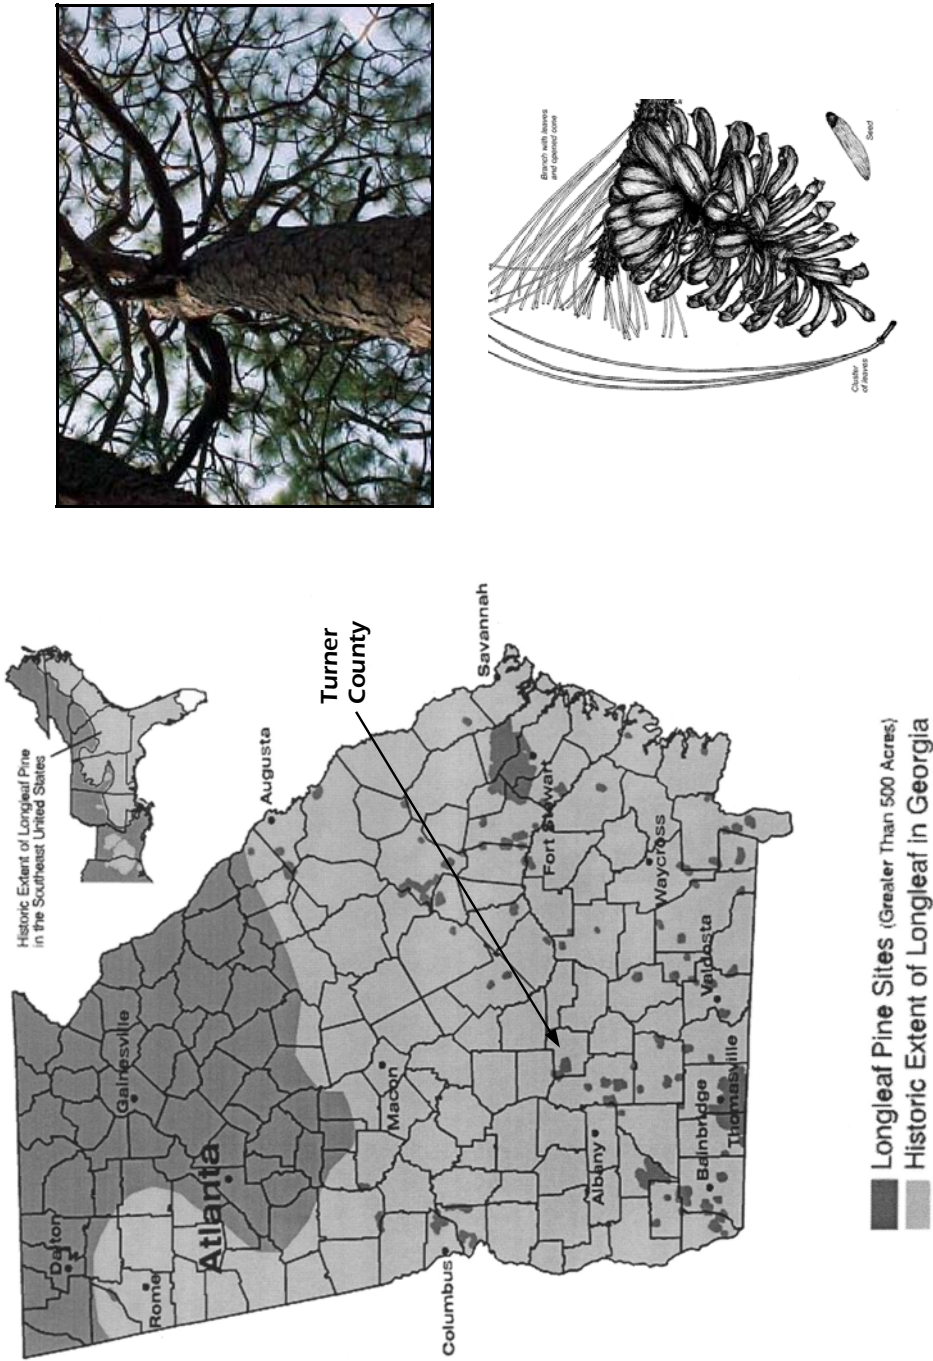 Branch with leaves
and opened cone
Seed
Cluster
of leaves
Historic Extent of Longleaf Pine
in the Southeast United States
Turner
County
Dalton
Rome
Gainesville
Atlanta
Augusta
Macon
Columbus
Savannah
Fort Stewart
Albany
Waycross
Bainbridge
Thomasville
Valdosta
Longleaf Pine Sites (Greater Than 500 Acres)
Historic Extent of Longleaf in Georgia